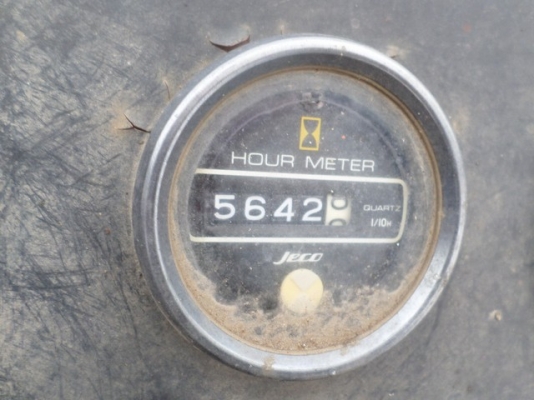 HOUR METER
5642
QUARTZ
1/10H
Jeco